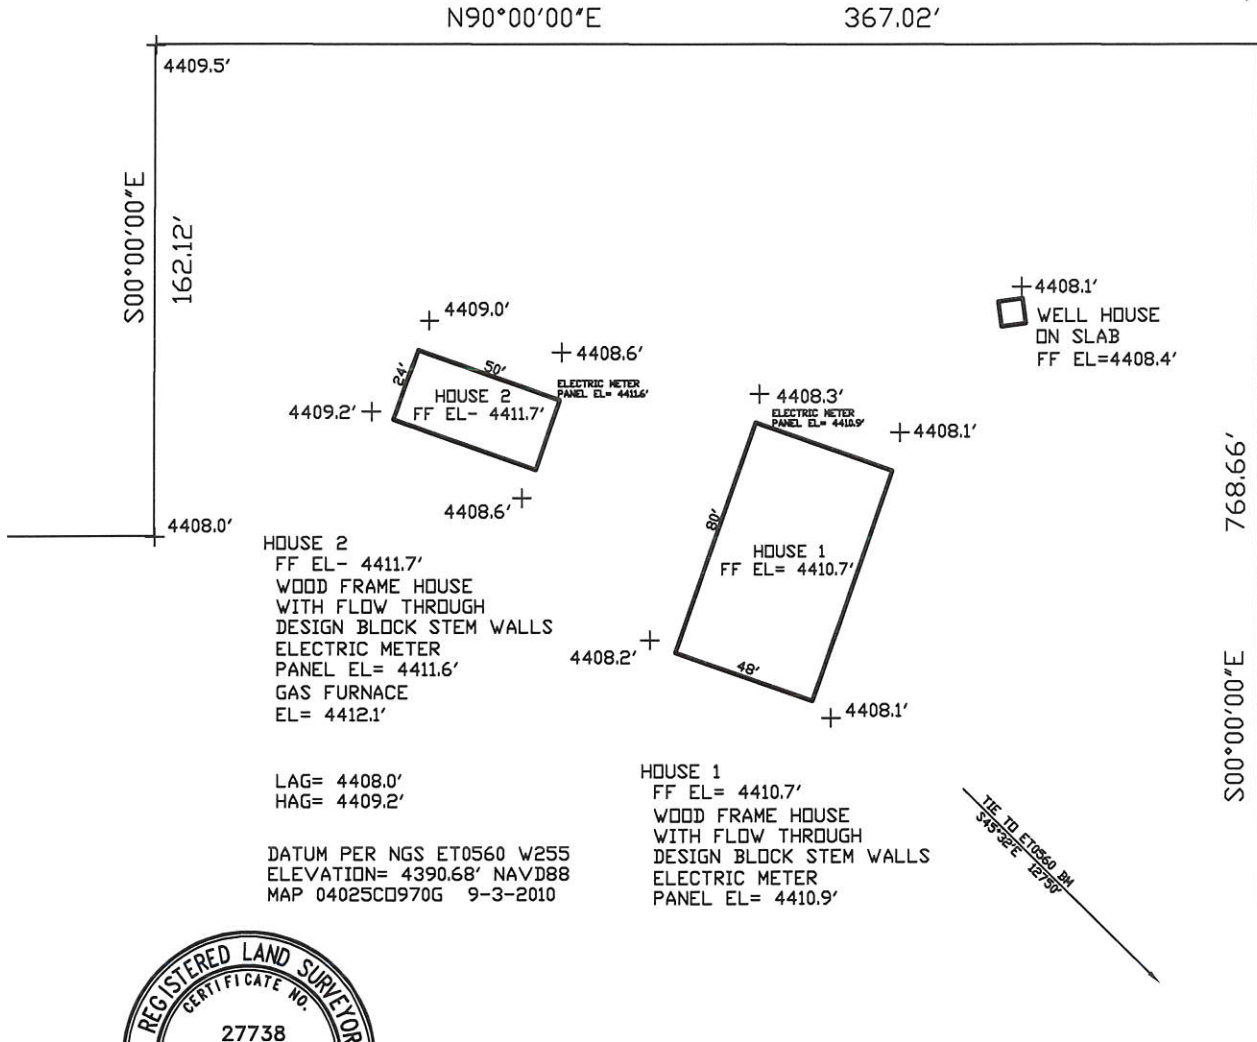 N90°00'00"E 367.02'
4409.5'
S00°00'00"E
162.12'
4409.0'
4408.6'
50'
24'
ELECTRIC METER
PANEL EL= 4411.6'
HOUSE 2
FF EL- 4411.7'
4409.2'
4408.6'
4408.0'
4408.1'
WELL HOUSE
ON SLAB
FF EL=4408.4'
4408.3'
ELECTRIC METER
PANEL EL= 4410.9'
4408.1'
80'
HOUSE 1
FF EL= 4410.7'
4408.2'
48'
4408.1'
768.66'
S00°00'00"E
HOUSE 2
FF EL- 4411.7'
WOOD FRAME HOUSE
WITH FLOW THROUGH
DESIGN BLOCK STEM WALLS
ELECTRIC METER
PANEL EL= 4411.6'
GAS FURNACE
EL= 4412.1'
LAG= 4408.0'
HAG= 4409.2'
DATUM PER NGS ET0560 W255
ELEVATION= 4390.68' NAVD88
MAP 04025CO970G 9-3-2010
HOUSE 1
FF EL= 4410.7'
WOOD FRAME HOUSE
WITH FLOW THROUGH
DESIGN BLOCK STEM WALLS
ELECTRIC METER
PANEL EL= 4410.9'
TIE TO ET0560 BM
S45°32'E 12750'
REGISTERED LAND SURVEYOR
CERTIFICATE NO.
27738